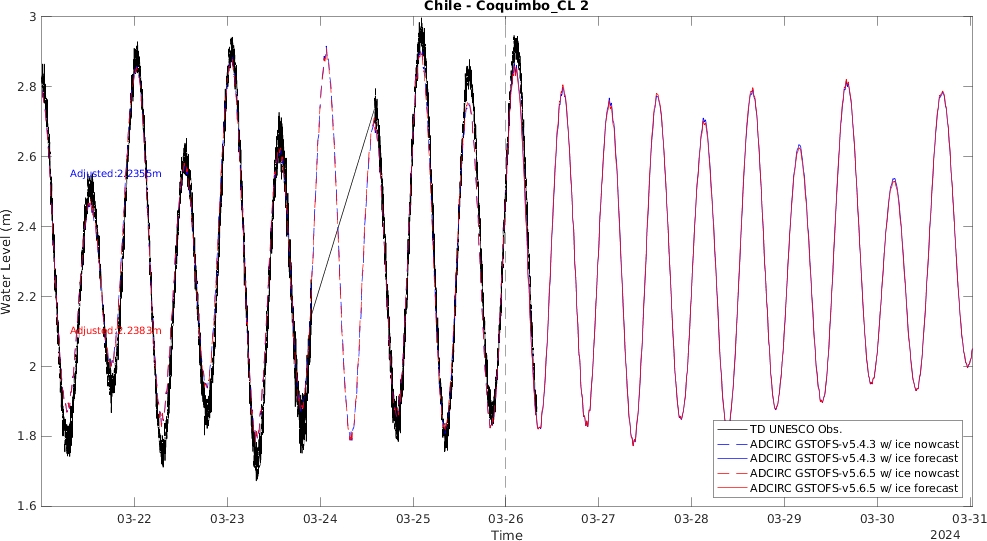 Chile - Coquimbo_CL 2
Water Level (m)
3
2.8
2.6
2.4
2.2
2
1.8
1.6
Adjusted:2.2355m
Adjusted:2.2383m
TD UNESCO Obs.
ADCIRC GSTOFS-v5.4.3 w/ ice nowcast
ADCIRC GSTOFS-v5.4.3 w/ ice forecast
ADCIRC GSTOFS-v5.6.5 w/ ice nowcast
ADCIRC GSTOFS-v5.6.5 w/ ice forecast
03-22 03-23 03-24 03-25 03-26 03-27 03-28 03-29 03-30 03-31
Time
2024